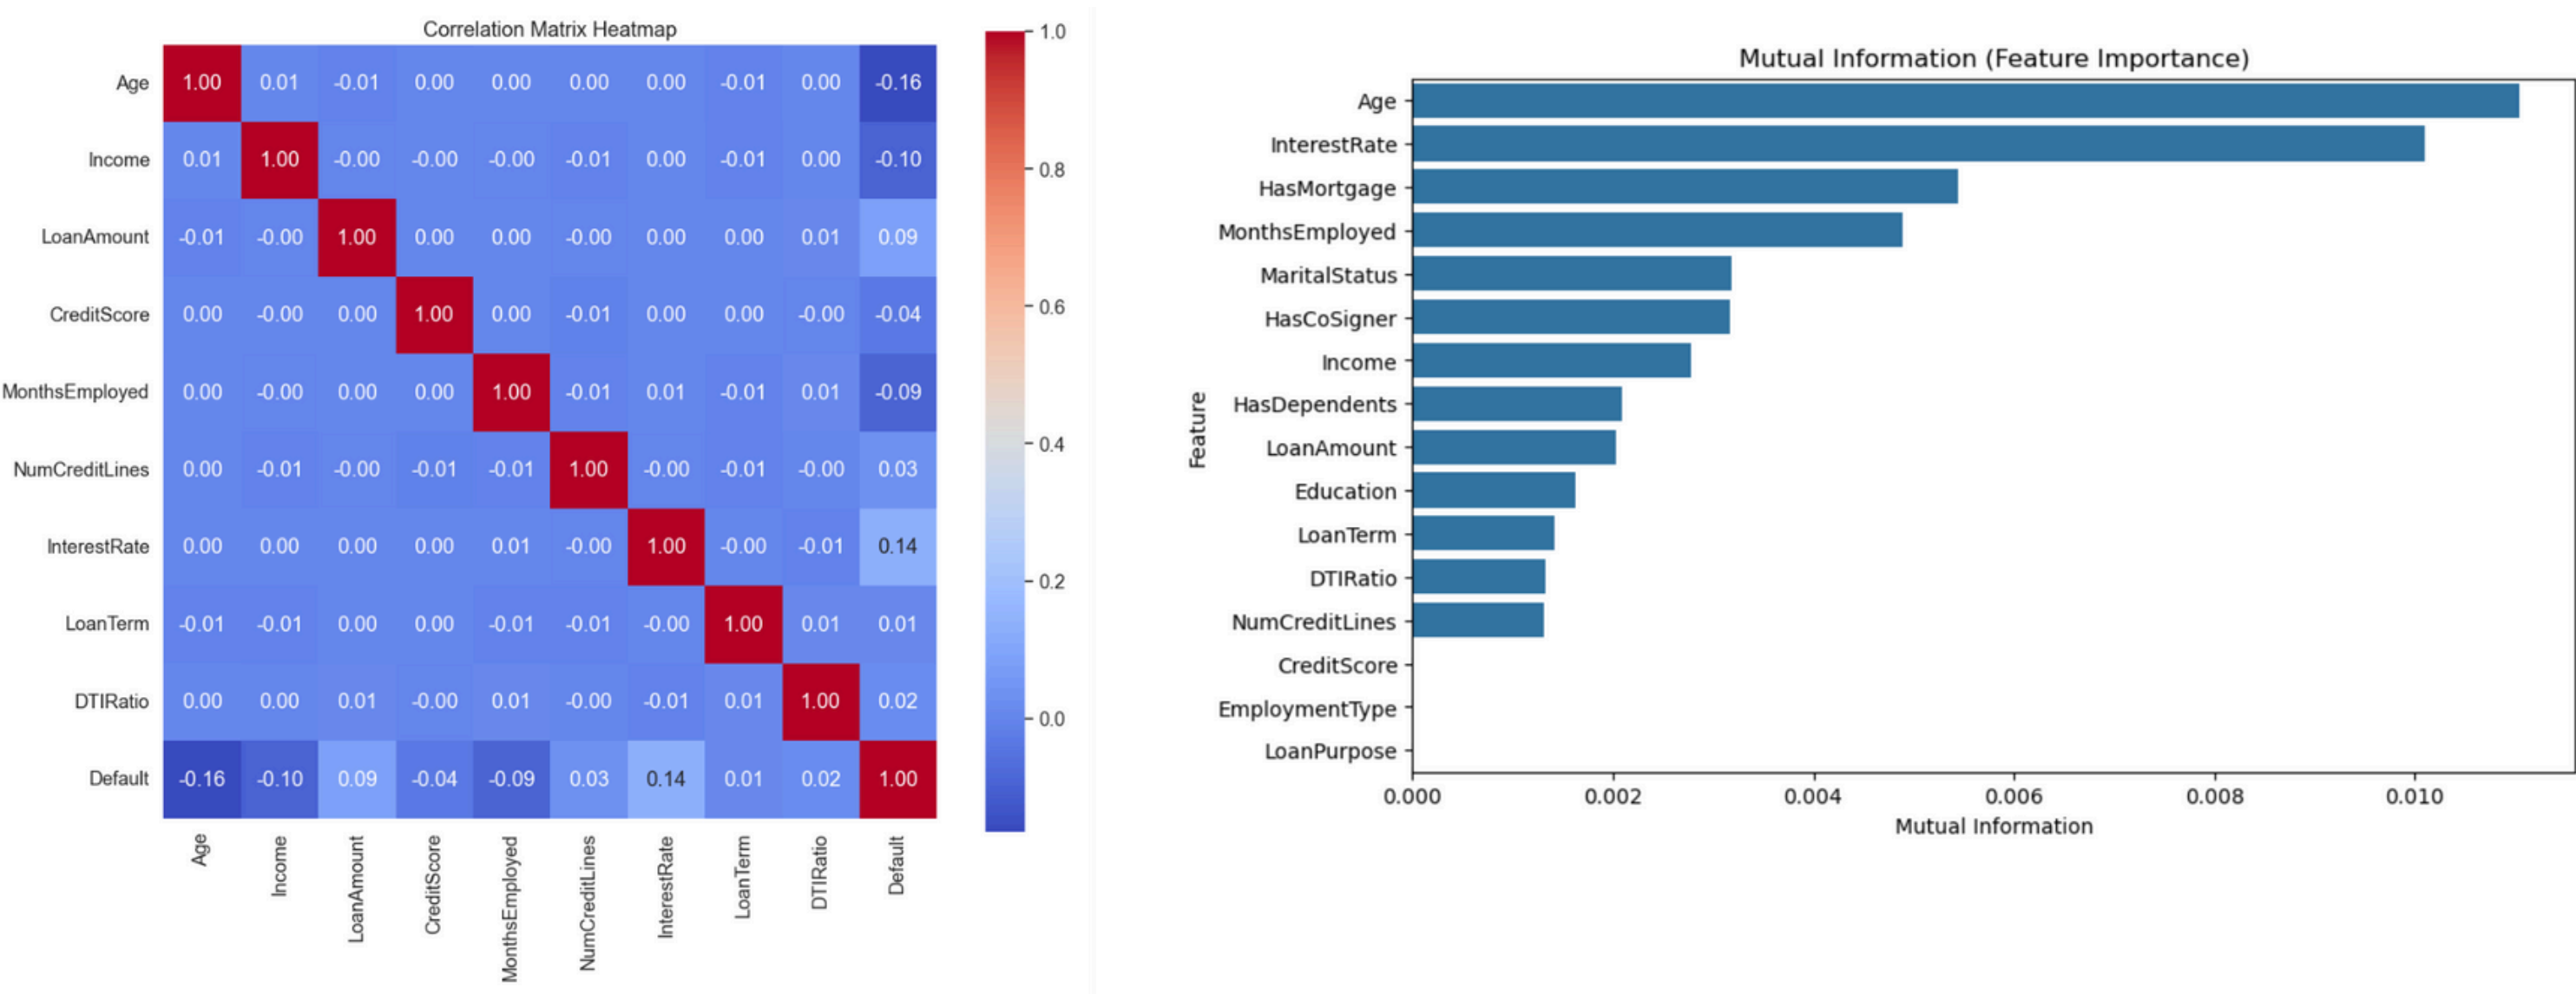 Correlation Matrix Heatmap
Age 1.00 0.01 -0.01 0.00 0.00 0.00 0.00 -0.01 0.00 -0.16
Income 0.01 1.00 -0.00 -0.00 -0.00 -0.01 0.00 -0.01 0.00 -0.10
LoanAmount -0.01 -0.00 1.00 0.00 0.00 -0.00 0.00 0.00 0.01 0.09
CreditScore 0.00 -0.00 0.00 1.00 0.00 -0.01 0.00 0.00 -0.00 -0.04
MonthsEmployed 0.00 -0.00 0.00 0.00 1.00 -0.01 0.01 -0.01 0.01 -0.09
NumCreditLines 0.00 -0.01 -0.00 -0.01 -0.01 1.00 -0.00 -0.01 -0.00 0.03
InterestRate 0.00 0.00 0.00 0.00 0.01 -0.00 1.00 -0.00 -0.01 0.14
LoanTerm -0.01 -0.01 0.00 0.00 -0.01 -0.01 -0.00 1.00 0.01 0.01
DTIRatio 0.00 0.00 0.01 -0.00 0.01 -0.00 -0.01 0.01 1.00 0.02
Default -0.16 -0.10 0.09 -0.04 -0.09 0.03 0.14 0.01 0.02 1.00
Age Income LoanAmount CreditScore MonthsEmployed NumCreditLines InterestRate LoanTerm DTIRatio Default
1.0
0.8
0.6
0.4
0.2
0.0
Mutual Information (Feature Importance)
Feature
Age
InterestRate
HasMortgage
MonthsEmployed
MaritalStatus
HasCoSigner
Income
HasDependents
LoanAmount
Education
LoanTerm
DTIRatio
NumCreditLines
CreditScore
EmploymentType
LoanPurpose
0.000 0.002 0.004 0.006 0.008 0.010
Mutual Information